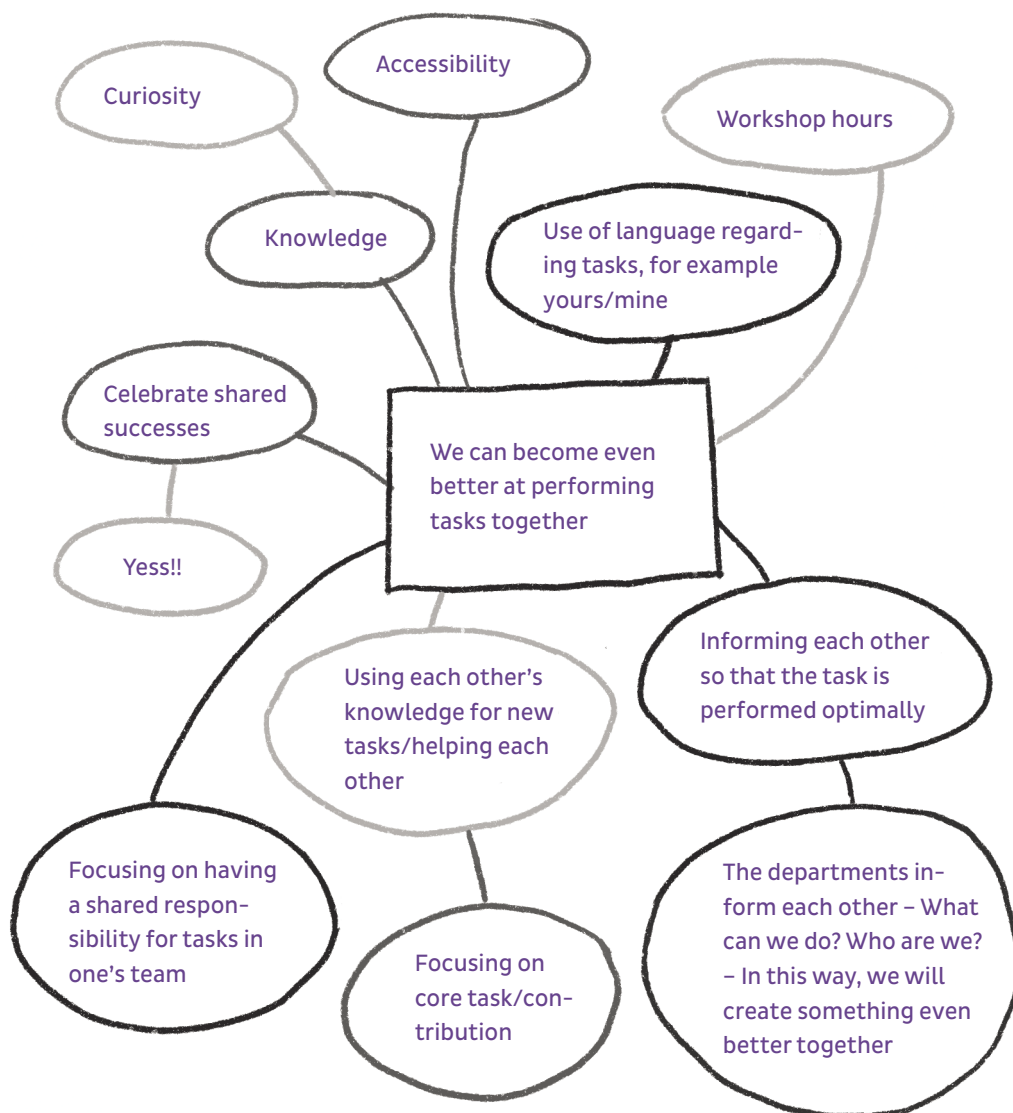 Accessibility
Curiosity
Workshop hours
Knowledge
Use of language regard-
ing tasks, for example
yours/mine
Celebrate shared
successes
We can become even
better at performing
tasks together
Yess!!
Informing each other
so that the task is
performed optimally
Using each other’s
knowledge for new
tasks/helping each
other
Focusing on having
a shared respon-
sibility for tasks in
one’s team
The departments in-
form each other – What
can we do? Who are we?
– In this way, we will
create something even
better together
Focusing on
core task/con-
tribution